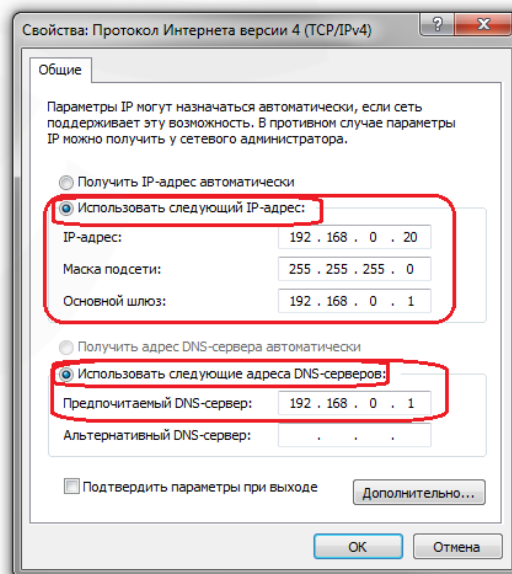 Свойства: Протокол Интернета версии 4 (TCP/IPv4)
?
Общие
Параметры IP могут назначаться автоматически, если сеть
поддерживает эту возможность. В противном случае параметры
IP можно получить у сетевого администратора.
Получить IP-адрес автоматически
Использовать следующий IP-адрес:
IP-адрес: 192 . 168 . 0 . 20
Маска подсети: 255 . 255 . 255 . 0
Основной шлюз: 192 . 168 . 0 . 1
Получить адрес DNS-сервера автоматически
Использовать следующие адреса DNS-серверов:
Предпочитаемый DNS-сервер: 192 . 168 . 0 . 1
Альтернативный DNS-сервер: . . .
Подтвердить параметры при выходе
Дополнительно...
OK Отмена